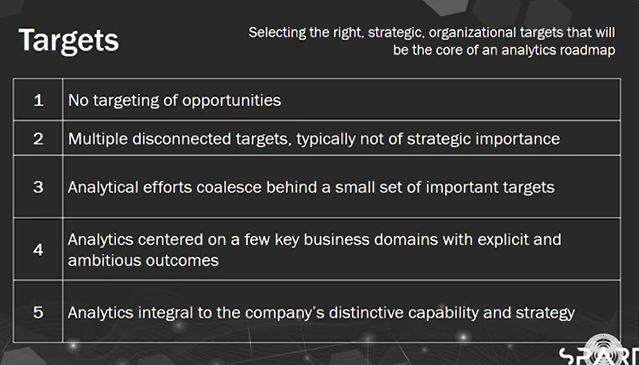 Targets
Selecting the right, strategic, organizational targets that will
be the core of an analytics roadmap
1 No targeting of opportunities
2 Multiple disconnected targets, typically not of strategic importance
3 Analytical efforts coalesce behind a small set of important targets
4 Analytics centered on a few key business domains with explicit and
ambitious outcomes
5 Analytics integral to the company's distinctive capability and strategy